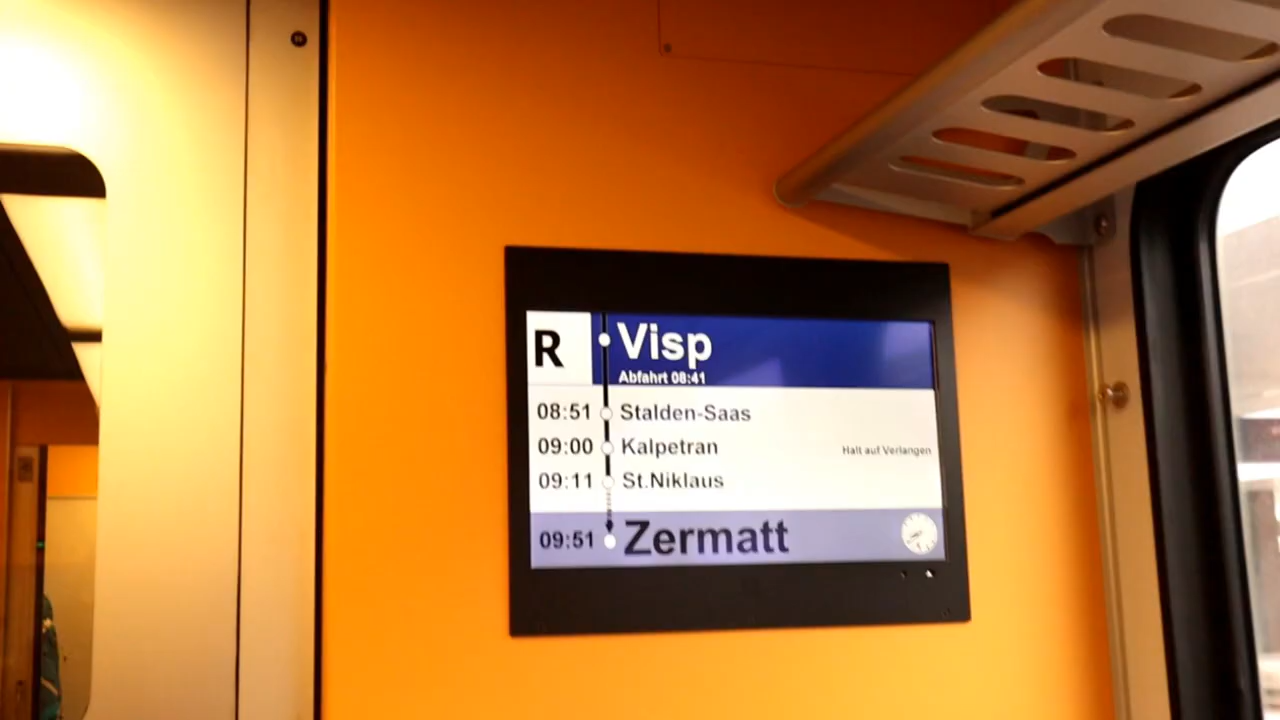 R Visp
Abfahrt 08:41
08:51 Stalden-Saas
09:00 Kalpetran Halt auf Verlangen
09:11 St.Niklaus
09:51 Zermatt